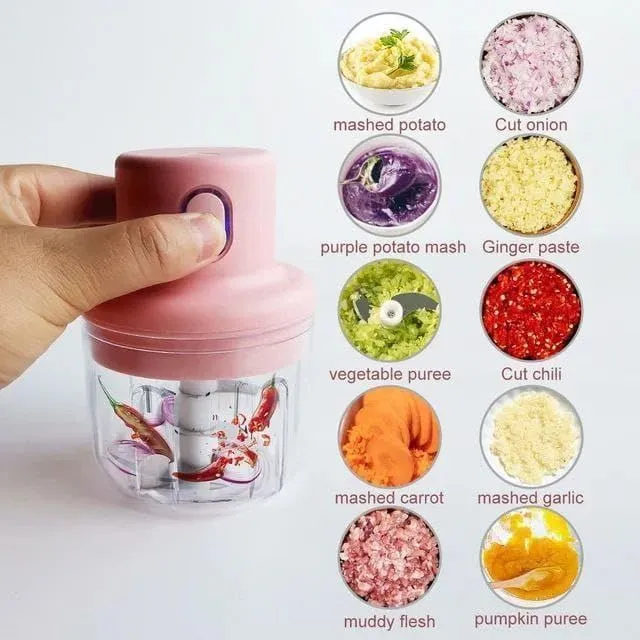 mashed potato
Cut onion
purple potato mash
Ginger paste
vegetable puree
Cut chili
mashed carrot
mashed garlic
muddy flesh
pumpkin puree